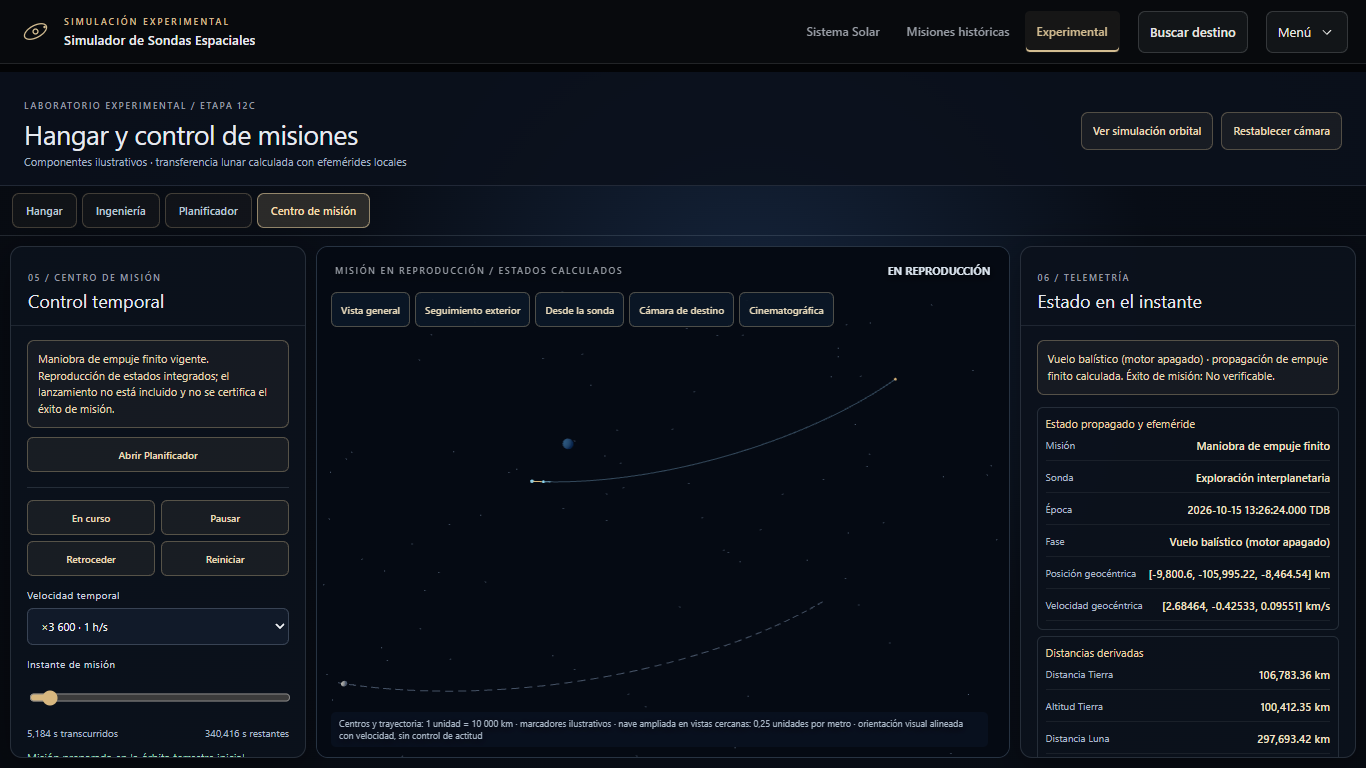 SIMULACIÓN EXPERIMENTAL
Simulador de Sondas Espaciales
Sistema Solar
Misiones históricas
Experimental
Buscar destino
Menú
LABORATORIO EXPERIMENTAL / ETAPA 12C
Hangar y control de misiones
Componentes ilustrativos · transferencia lunar calculada con efemérides locales
Ver simulación orbital
Restablecer cámara
Hangar
Ingeniería
Planificador
Centro de misión
05 / CENTRO DE MISIÓN
Control temporal
Maniobra de empuje finito vigente.
Reproducción de estados integrados; el
lanzamiento no está incluido y no se certifica el
éxito de misión.
Abrir Planificador
En curso
Pausar
Retroceder
Reiniciar
Velocidad temporal
×3 600 · 1 h/s
Instante de misión
5,184 s transcurridos
340,416 s restantes
MISIÓN EN REPRODUCCIÓN / ESTADOS CALCULADOS
EN REPRODUCCIÓN
Vista general
Seguimiento exterior
Desde la sonda
Cámara de destino
Cinematográfica
Centros y trayectoria: 1 unidad = 10 000 km · marcadores ilustrativos · nave ampliada en vistas cercanas: 0,25 unidades por metro · orientación visual alineada
con velocidad, sin control de actitud
06 / TELEMETRÍA
Estado en el instante
Vuelo balístico (motor apagado) · propagación de empuje
finito calculada. Éxito de misión: No verificable.
Estado propagado y efeméride
Misión Maniobra de empuje finito
Sonda Exploración interplanetaria
Época 2026-10-15 13:26:24.000 TDB
Fase Vuelo balístico (motor apagado)
Posición geocéntrica [-9,800.6, -105,995.22, -8,464.54] km
Velocidad geocéntrica [2.68464, -0.42533, 0.09551] km/s
Distancias derivadas
Distancia Tierra 106,783.36 km
Altitud Tierra 100,412.35 km
Distancia Luna 297,693.42 km